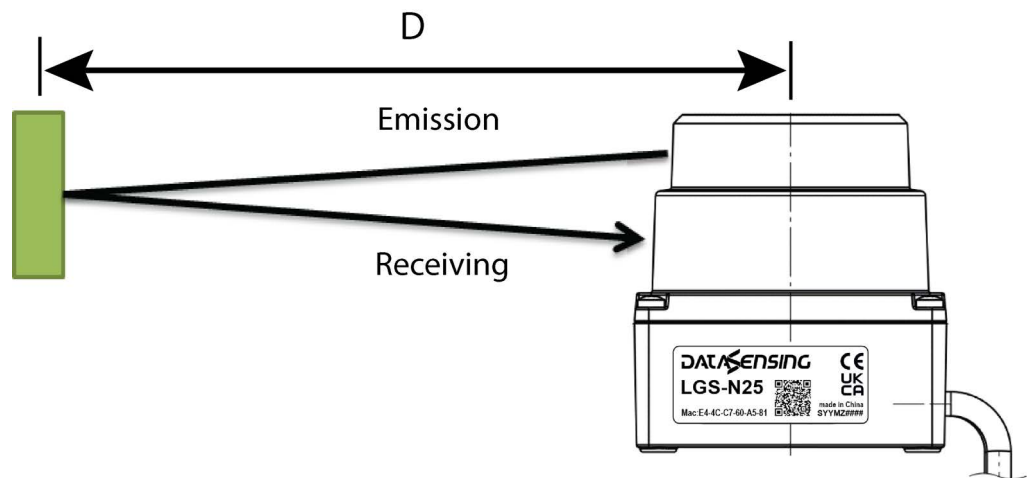 D
Emission
Receiving
DATASENSING
CE
LGS-N25
UK
CA
made in China
Mac:E4-4C-C7-60-A5-81
SYYMZ####